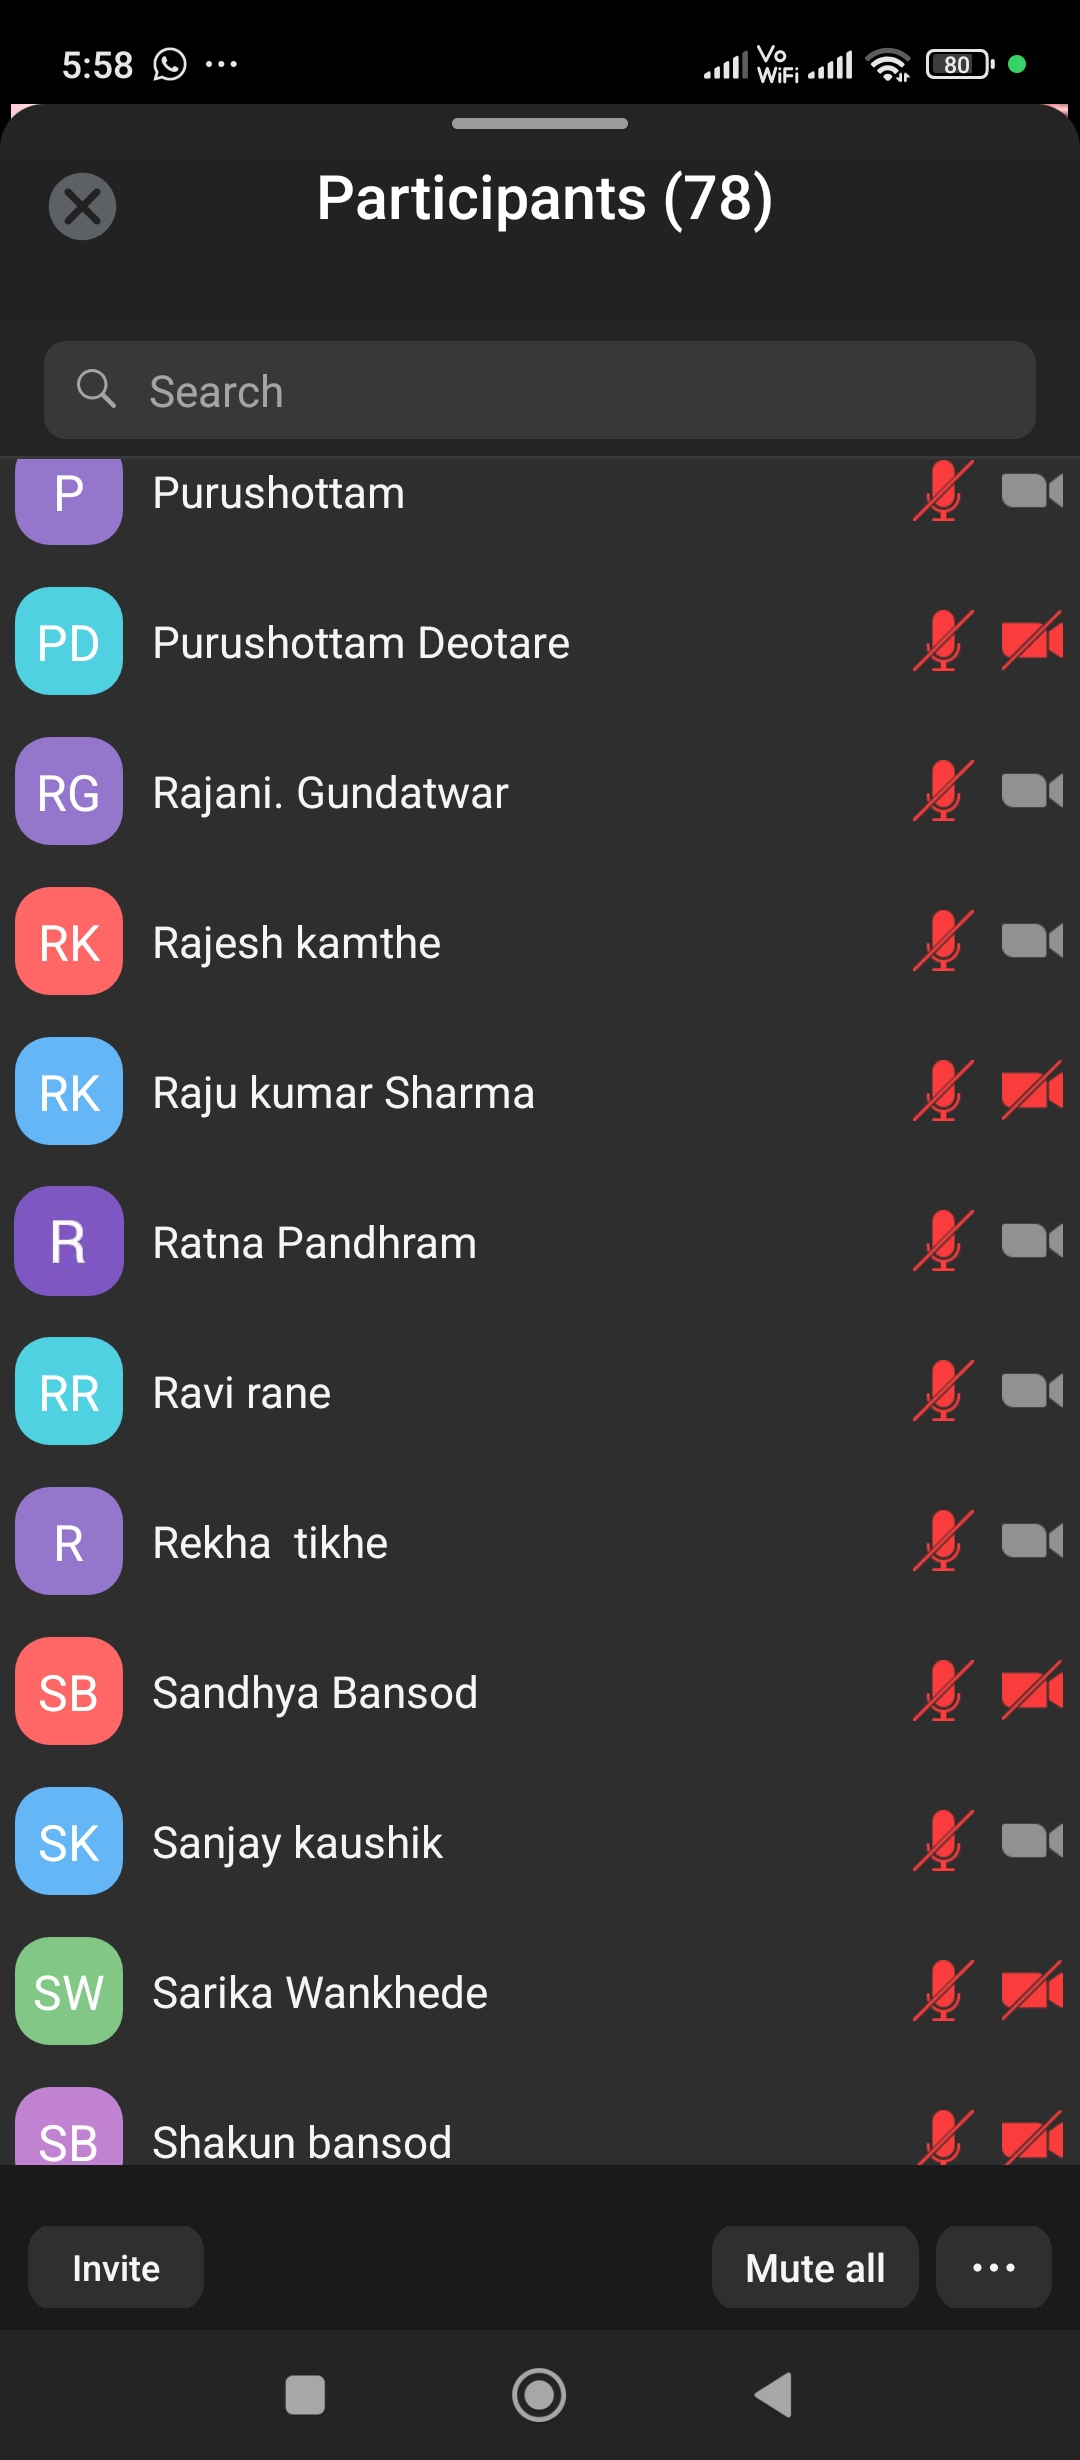 5:58 ... Vo WiFi 80
Participants (78)
Search
P Purushottam
PD Purushottam Deotare
RG Rajani. Gundatwar
RK Rajesh kamthe
RK Raju kumar Sharma
R Ratna Pandhram
RR Ravi rane
R Rekha  tikhe
SB Sandhya Bansod
SK Sanjay kaushik
SW Sarika Wankhede
SB Shakun bansod
Invite Mute all ...